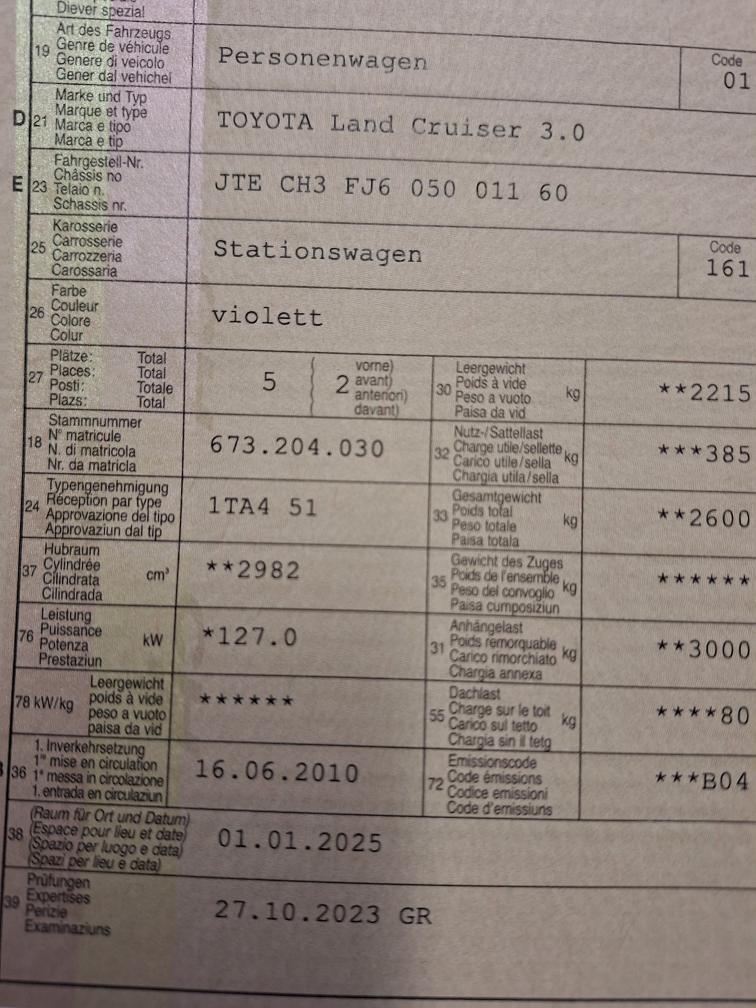 Diever spezial
19 Art des Fahrzeugs
Genre de véhicule
Genere di veicolo
Gener dal vehichel
Personenwagen
Code
01
D 21 Marke und Typ
Marque et type
Marca e tipo
Marca e tip
TOYOTA Land Cruiser 3.0
E 23 Fahrgestell-Nr.
Châssis no
Telaio n.
Schassis nr.
JTE CH3 FJ6 050 011 60
25 Karosserie
Carrosserie
Carrozzeria
Carossaria
Stationswagen
Code
161
26 Farbe
Couleur
Colore
Colur
violett
27 Plätze: Total
Places: Total
Posti: Totale
Plazs: Total
5
2
vorne)
avant)
anteriori)
davant)
30 Leergewicht
Poids à vide
Peso a vuoto
Paisa da vid
kg
**2215
18 Stammnummer
N° matricule
N. di matricola
Nr. da matricla
673.204.030
32 Nutz-/Sattellast
Charge utile/sellette
Carico utile/sella
Chargia utila/sella
kg
***385
24 Typengenehmigung
Réception par type
Approvazione del tipo
Approvaziun dal tip
1TA4 51
33 Gesamtgewicht
Poids total
Peso totale
Paisa totala
kg
**2600
37 Hubraum
Cylindrée
Cilindrata
Cilindrada
cm³
**2982
35 Gewicht des Zuges
Poids de l'ensemble
Peso del convoglio
Paisa cumposiziun
kg
******
76 Leistung
Puissance
Potenza
Prestaziun
kW
*127.0
31 Anhängelast
Poids remorquable
Carico rimorchiato
Chargia annexa
kg
**3000
78 kW/kg Leergewicht
poids à vide
peso a vuoto
paisa da vid
******
55 Dachlast
Charge sur le toit
Carico sul tetto
Chargia sin il tetg
kg
****80
36 1. Inverkehrsetzung
1re mise en circulation
1a messa in circolazione
1. entrada en circulaziun
16.06.2010
72 Emissionscode
Code émissions
Codice emissioni
Code d'emissiuns
***B04
38 (Raum für Ort und Datum)
(Espace pour lieu et date)
(Spazio per luogo e data)
(Spazi per lieu e data)
01.01.2025
39 Prüfungen
Expertises
Perizie
Examinaziuns
27.10.2023 GR